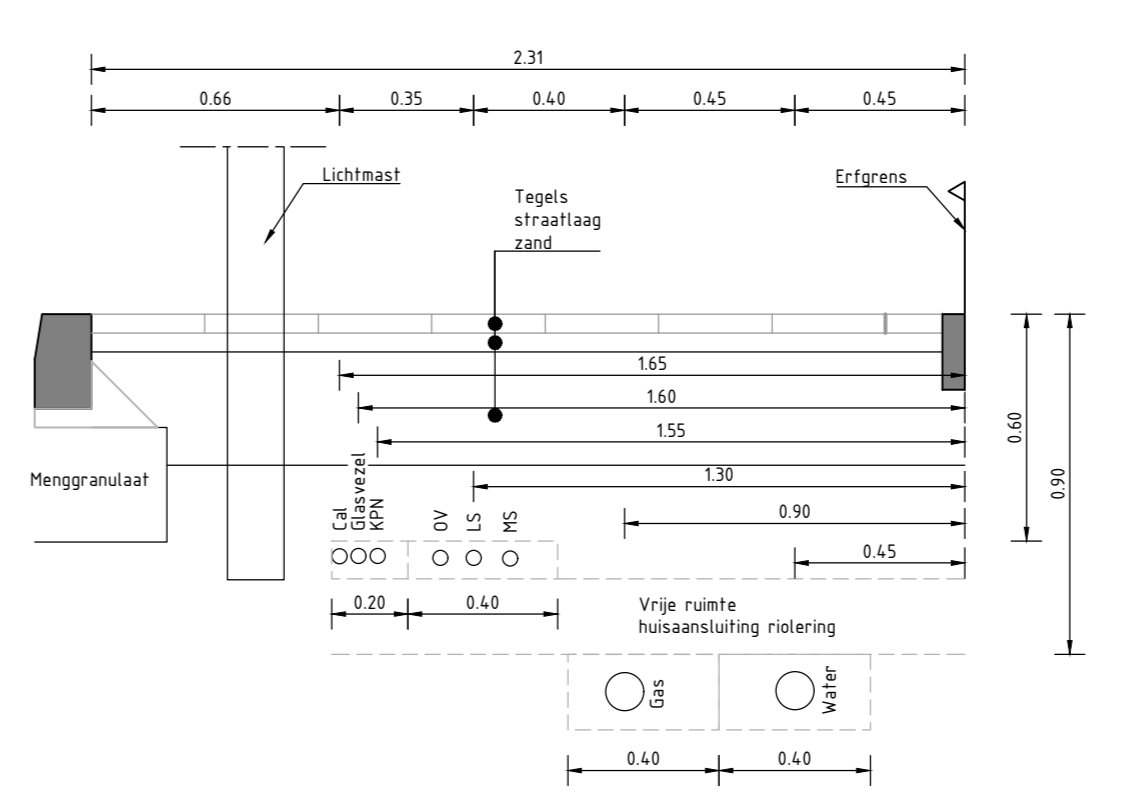 2.31
0.66
0.35
0.40
0.45
0.45
Lichtmast
Tegels
straatlaag
zand
Erfgrens
1.65
1.60
1.55
1.30
0.90
0.45
0.60
0.90
Menggranulaat
Cal
Glasvezel
KPN
OV
LS
MS
0.20
0.40
Vrije ruimte
huisaansluiting riolering
Gas
Water
0.40
0.40